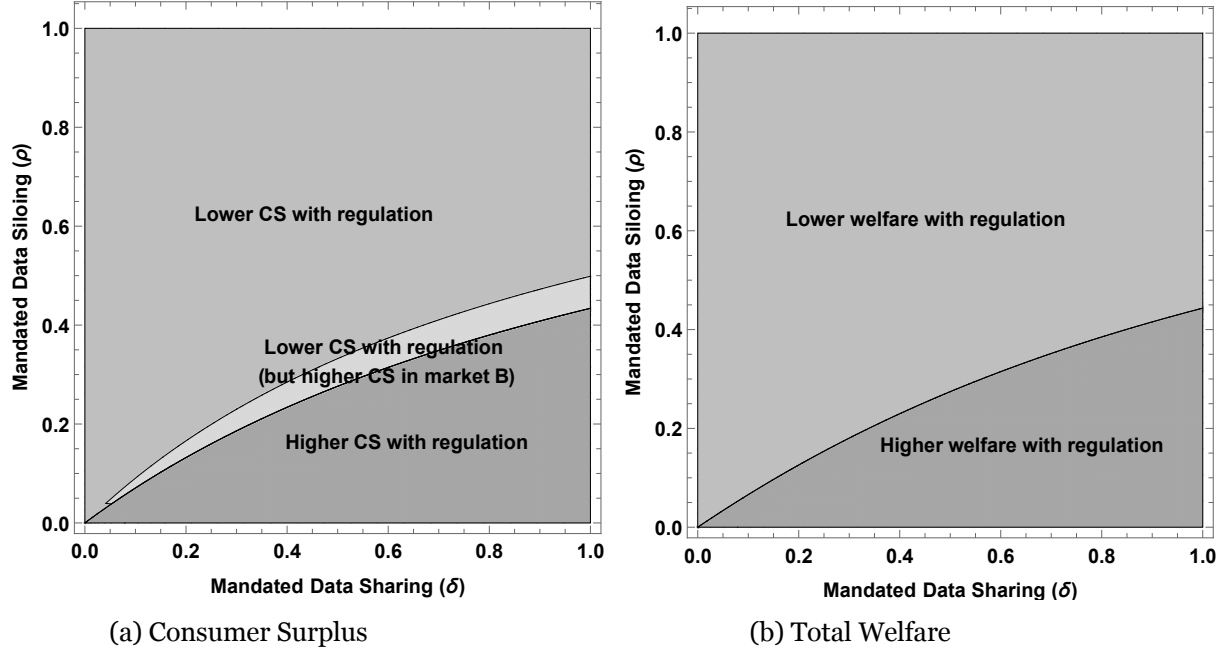 Mandated Data Siloing (ρ)
1.0
0.8
0.6
0.4
0.2
0.0
Lower CS with regulation
Lower CS with regulation
(but higher CS in market B)
Higher CS with regulation
0.0 0.2 0.4 0.6 0.8 1.0
Mandated Data Sharing (δ)
(a) Consumer Surplus
Mandated Data Siloing (ρ)
1.0
0.8
0.6
0.4
0.2
0.0
Lower welfare with regulation
Higher welfare with regulation
0.0 0.2 0.4 0.6 0.8 1.0
Mandated Data Sharing (δ)
(b) Total Welfare